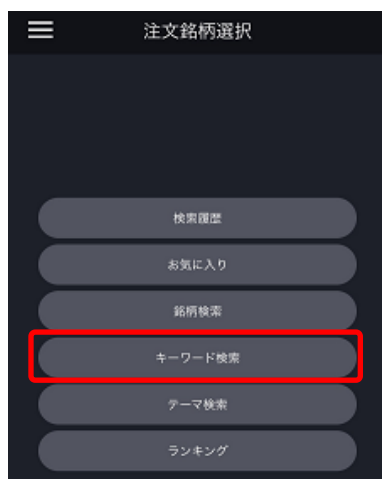 注文銘柄選択
検索履歴
お気に入り
銘柄検索
キーワード検索
テーマ検索
ランキング